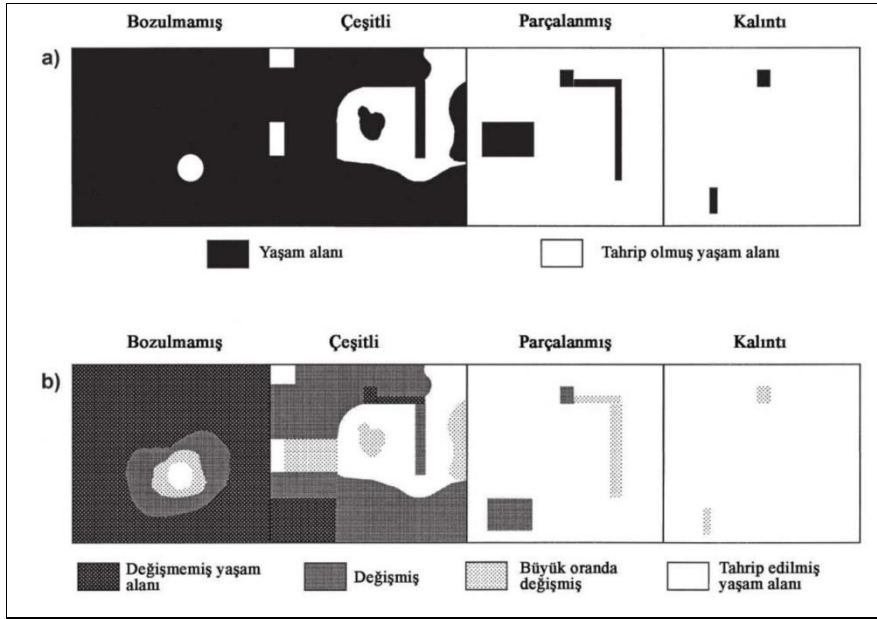 Bozulmamış Çeşitli Parçalanmış Kalıntı
a)
Yaşam alanı Tahrip olmuş yaşam alanı
Bozulmamış Çeşitli Parçalanmış Kalıntı
b)
Değişmemiş yaşam
alanı
Değişmiş
Büyük oranda
değişmiş
Tahrip edilmiş
yaşam alanı